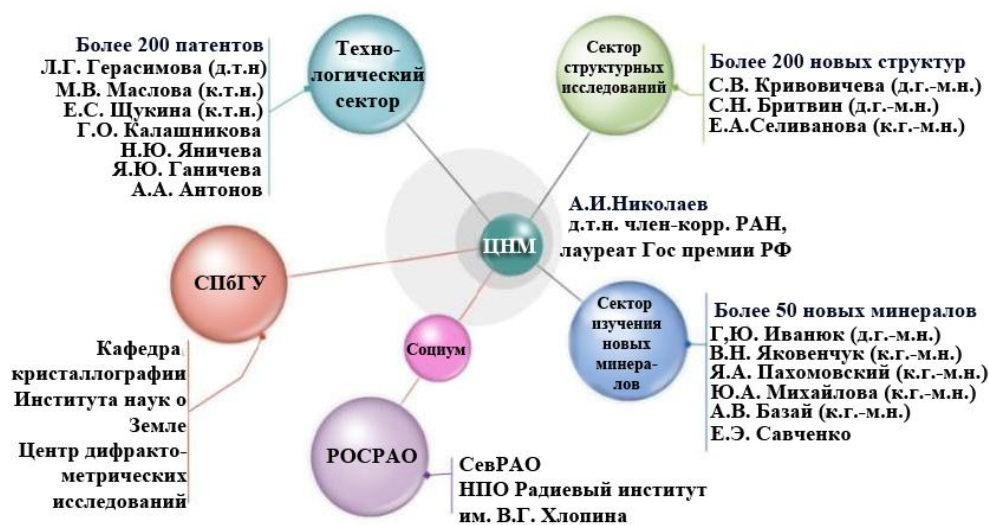 Более 200 патентов
Л.Г. Герасимова (д.т.н)
М.В. Маслова (к.т.н.)
Е.С. Щукина (к.т.н.)
Г.О. Калашникова
Н.Ю. Яничева
Я.Ю. Ганичева
А.А. Антонов
Техно-
логический
сектор
Сектор
структурных
исследований
Более 200 новых структур
С.В. Кривовичева (д.г.-м.н.)
С.Н. Бритвин (д.г.-м.н.)
Е.А.Селиванова (к.г.-м.н.)
ЦНМ
А.И.Николаев
д.т.н. член-корр. РАН,
лауреат Гос премии РФ
СПбГУ
Кафедра
кристаллографии
Института наук о
Земле
Центр дифракто-
метрических
исследований
Социум
РОСРАО
СевРАО
НПО Радиевый институт
им. В.Г. Хлопина
Сектор
изучения
новых
минера-
лов
Более 50 новых минералов
Г,Ю. Иванюк (д.г.-м.н.)
В.Н. Яковенчук (к.г.-м.н.)
Я.А. Пахомовский (к.г.-м.н.)
Ю.А. Михайлова (к.г.-м.н.)
А.В. Базай (к.г.-м.н.)
Е.Э. Савченко